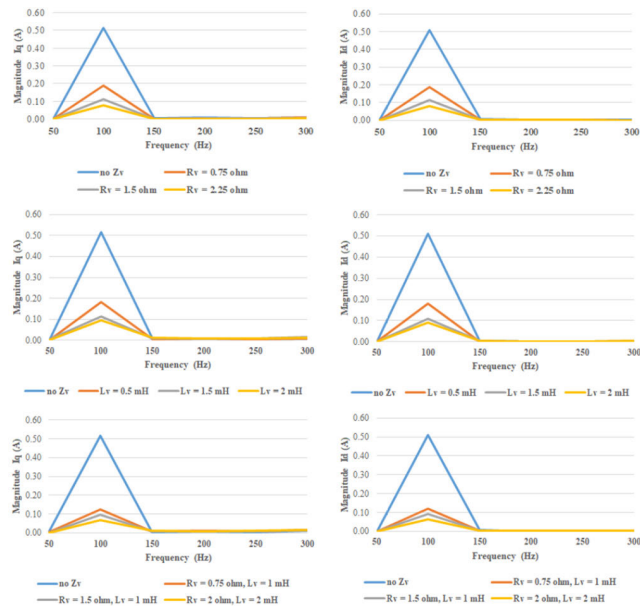 Magnitude Iq (A)
0.60
0.50
0.40
0.30
0.20
0.10
0.00
50 100 150 200 250 300
Frequency (Hz)
no Zv Rv = 0.75 ohm
Rv = 1.5 ohm Rv = 2.25 ohm
Magnitude Id (A)
0.60
0.50
0.40
0.30
0.20
0.10
0.00
50 100 150 200 250 300
Frequency (Hz)
no Zv Rv = 0.75 ohm
Rv = 1.5 ohm Rv = 2.25 ohm
Magnitude Iq (A)
0.60
0.50
0.40
0.30
0.20
0.10
0.00
50 100 150 200 250 300
Frequency (Hz)
no Zv Lv = 0.5 mH Lv = 1.5 mH Lv = 2 mH
Magnitude Id (A)
0.60
0.50
0.40
0.30
0.20
0.10
0.00
50 100 150 200 250 300
Frequency (Hz)
no Zv Lv = 0.5 mH Lv = 1.5 mH Lv = 2 mH
Magnitude Iq (A)
0.60
0.50
0.40
0.30
0.20
0.10
0.00
50 100 150 200 250 300
Frequency (Hz)
no Zv Rv = 0.75 ohm, Lv = 1 mH
Rv = 1.5 ohm, Lv = 1 mH Rv = 2 ohm, Lv = 2 mH
Magnitude Id (A)
0.60
0.50
0.40
0.30
0.20
0.10
0.00
50 100 150 200 250 300
Frequency (Hz)
no Zv Rv = 0.75 ohm, Lv = 1 mH
Rv = 1.5 ohm, Lv = 1 mH Rv = 2 ohm, Lv = 2 mH